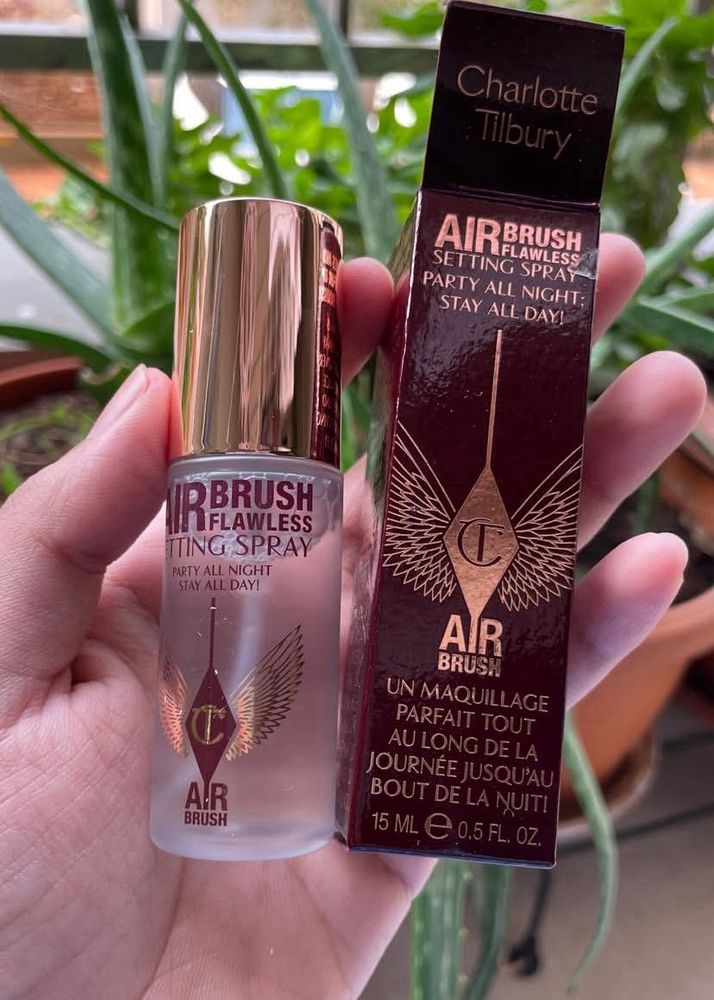 AIRBRUSH
FLAWLESS
SETTING SPRAY
PARTY ALL NIGHT
STAY ALL DAY!
CT
AIR
BRUSH
Charlotte
Tilbury
AIRBRUSH
FLAWLESS
SETTING SPRAY
PARTY ALL NIGHT;
STAY ALL DAY!
CT
AIR
BRUSH
UN MAQUILLAGE
PARFAIT TOUT
AU LONG DE LA
JOURNÉE JUSQU'AU
BOUT DE LA NUIT!
15 ML ℮ 0.5 FL. OZ.